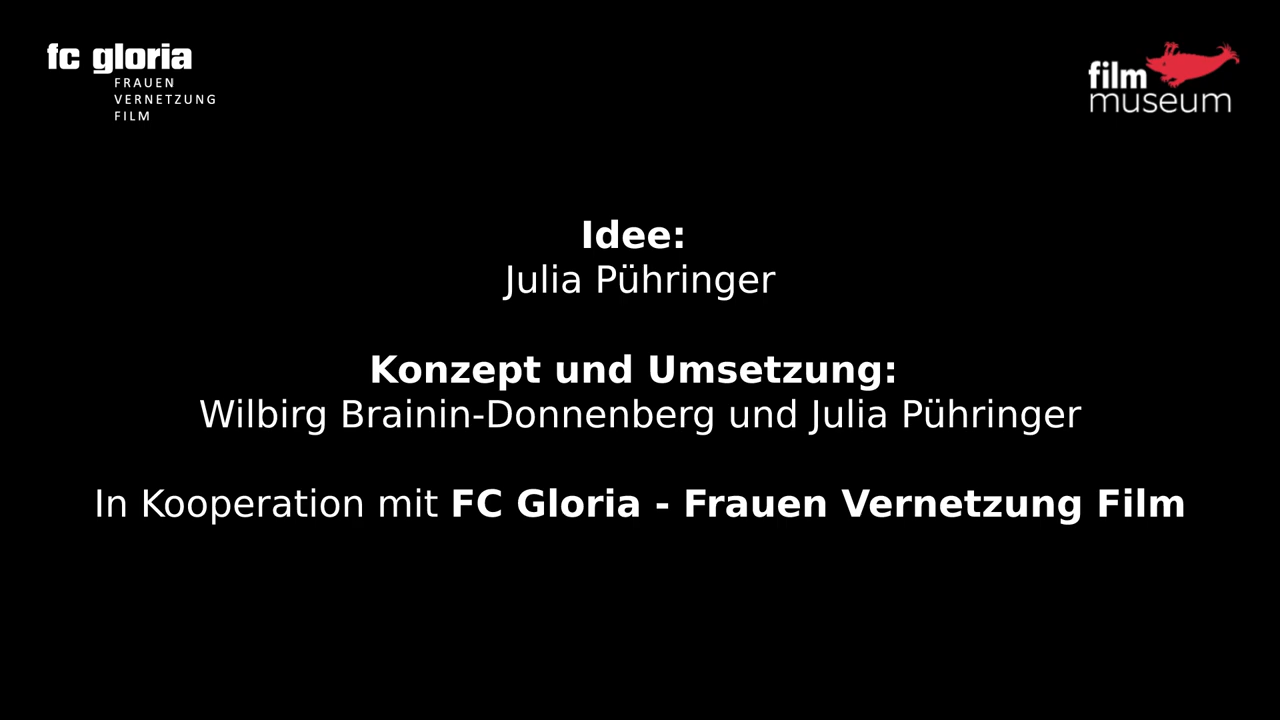 fc gloria
FRAUEN
VERNETZUNG
FILM
film
museum
Idee:
Julia Pühringer
Konzept und Umsetzung:
Wilbirg Brainin-Donnenberg und Julia Pühringer
In Kooperation mit FC Gloria - Frauen Vernetzung Film